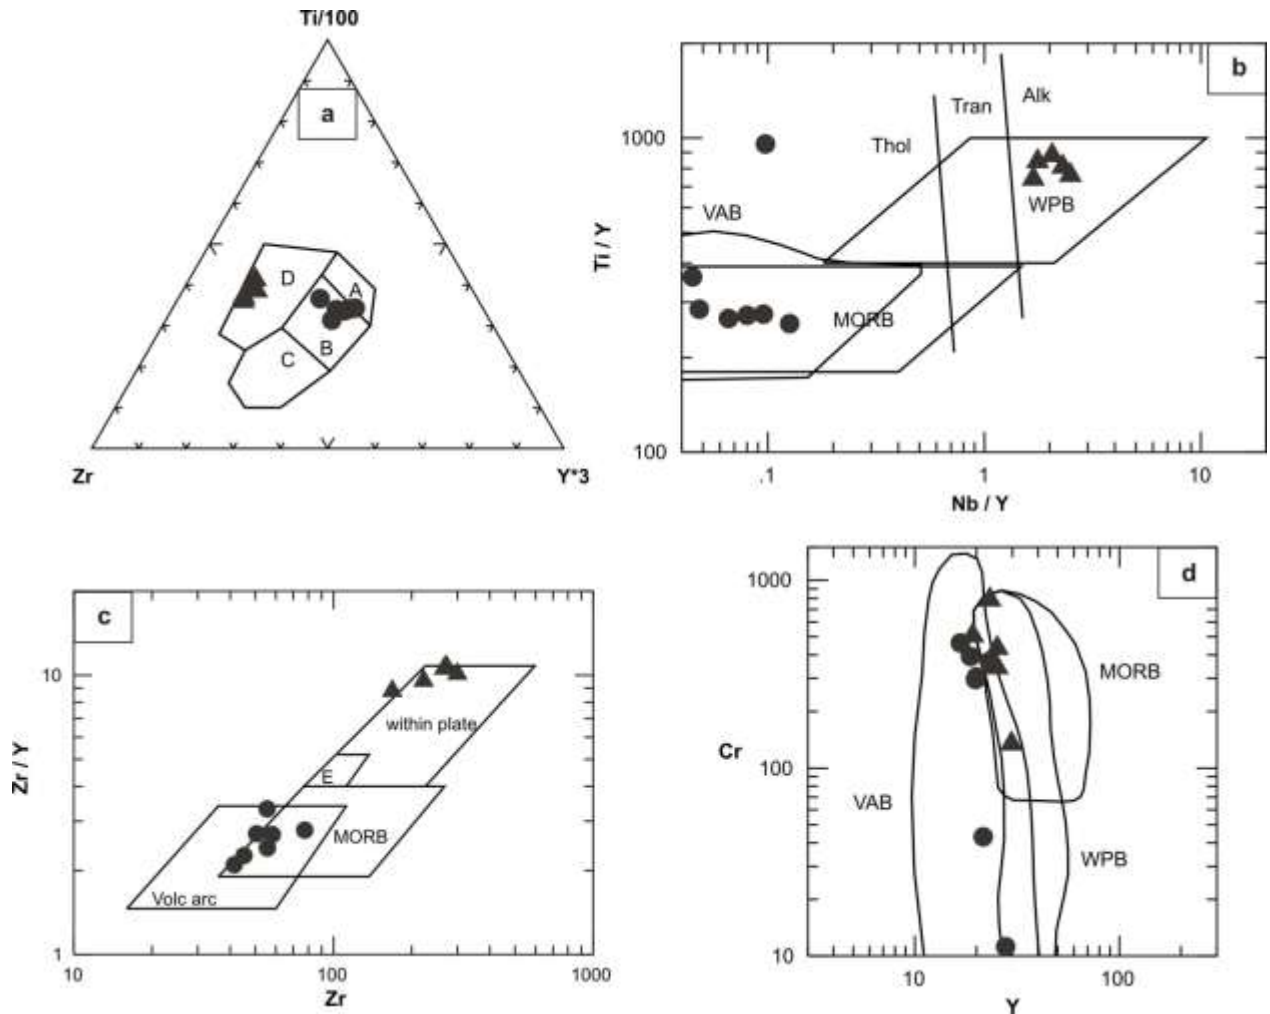 Ti/100
a
D
A
B
C
Zr
Y*3
b
1000
Tran
Alk
Thol
VAB
WPB
Ti / Y
MORB
100
.1
1
10
Nb / Y
c
10
within plate
Zr / Y
E
MORB
Volc arc
1
10
100
1000
Zr
d
1000
MORB
Cr
100
VAB
WPB
10
10
100
Y